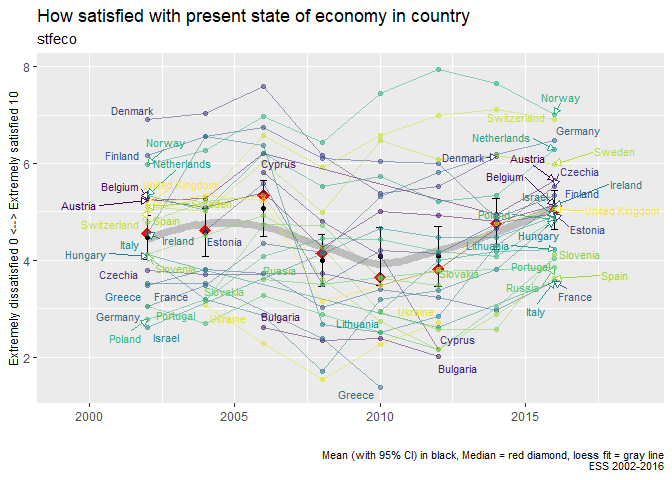 How satisfied with present state of economy in country
stfeco
Extremely dissatisfied 0 -- Extremely satisfied 10
8
6
4
2
Denmark
Norway
Finland
Netherlands
Belgium
United Kingdom
Austria
Switzerland
Spain
Italy
Ireland
Hungary
Czechia
Slovenia
Greece
France
Germany
Portugal
Poland
Israel
Estonia
Slovakia
Ukraine
Cyprus
Russia
Bulgaria
Lithuania
Greece
Norway
Switzerland
Germany
Netherlands
Denmark
Austria
Sweden
Belgium
Czechia
Israel
Finland
Ireland
Poland
United Kingdom
Estonia
Hungary
Lithuania
Slovenia
Slovakia
Portugal
Spain
Russia
France
Italy
Ukraine
Cyprus
Bulgaria
2000
2005
2010
2015
Mean (with 95% CI) in black, Median = red diamond, loess fit = gray line
ESS 2002-2016